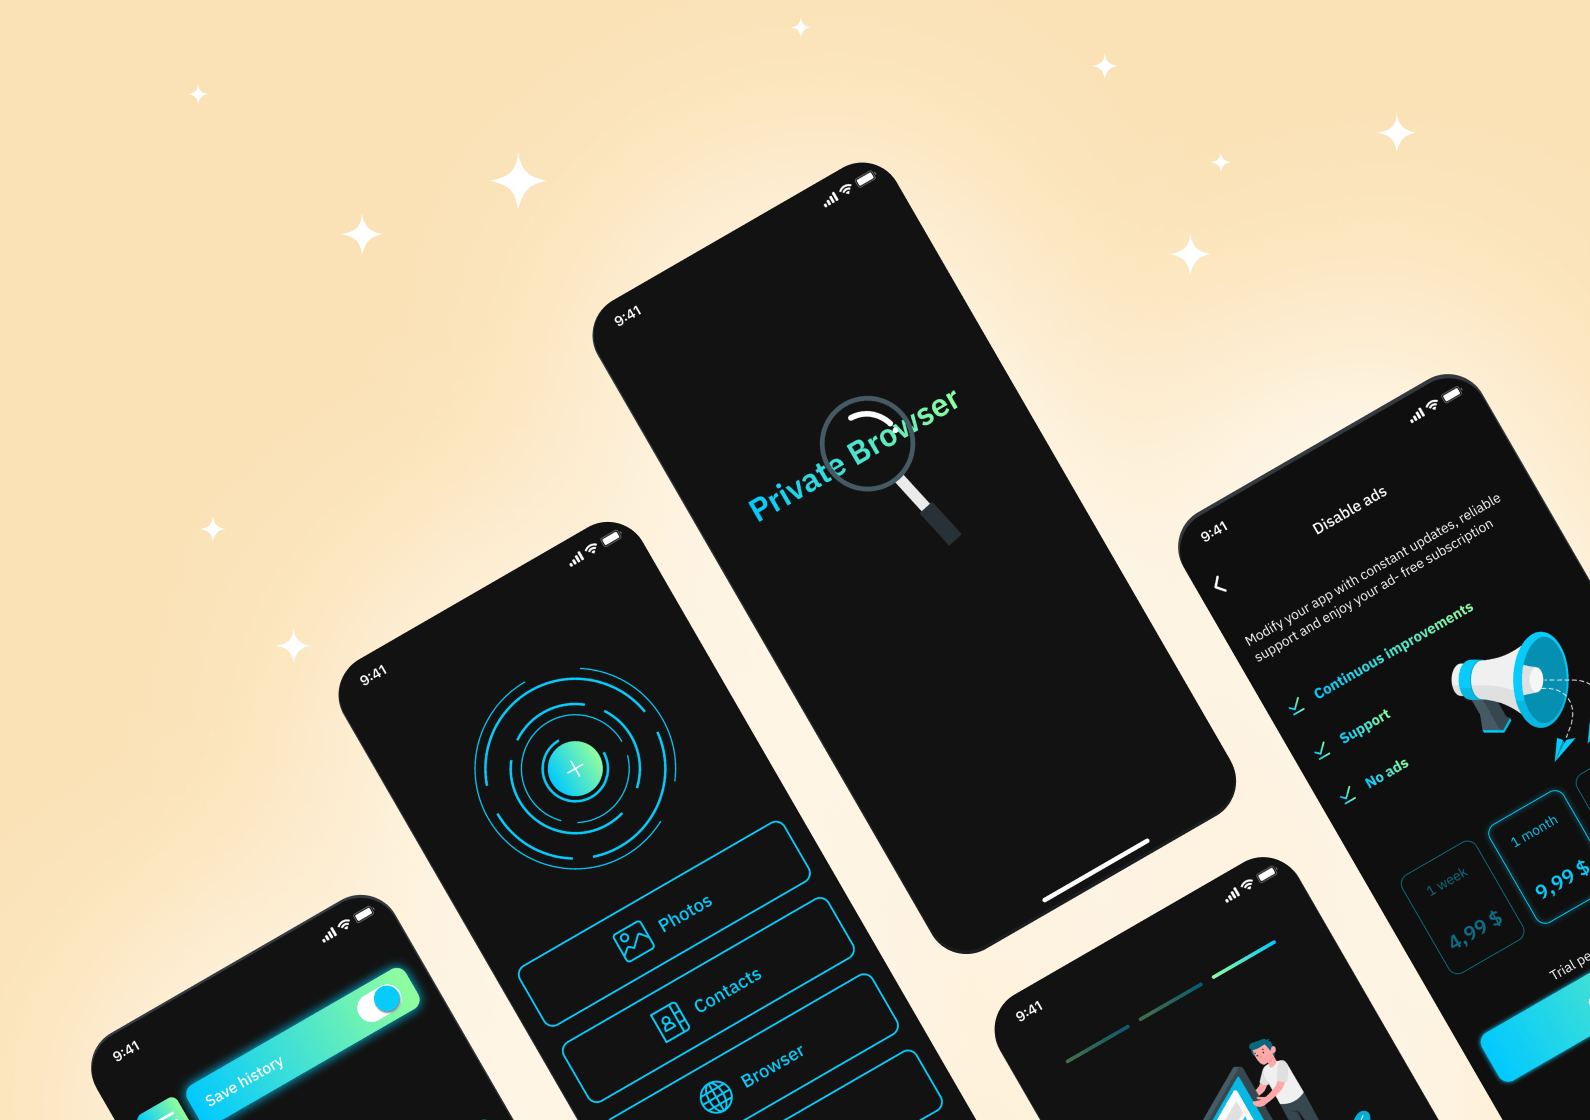 9:41
Private Browser
9:41
Disable ads
Modify your app with constant updates, reliable
support and enjoy your ad- free subscription
Continuous improvements
Support
No ads
1 week
4,99 $
1 month
9,99 $
9:41
Photos
Contacts
Browser
9:41
Save history
9:41